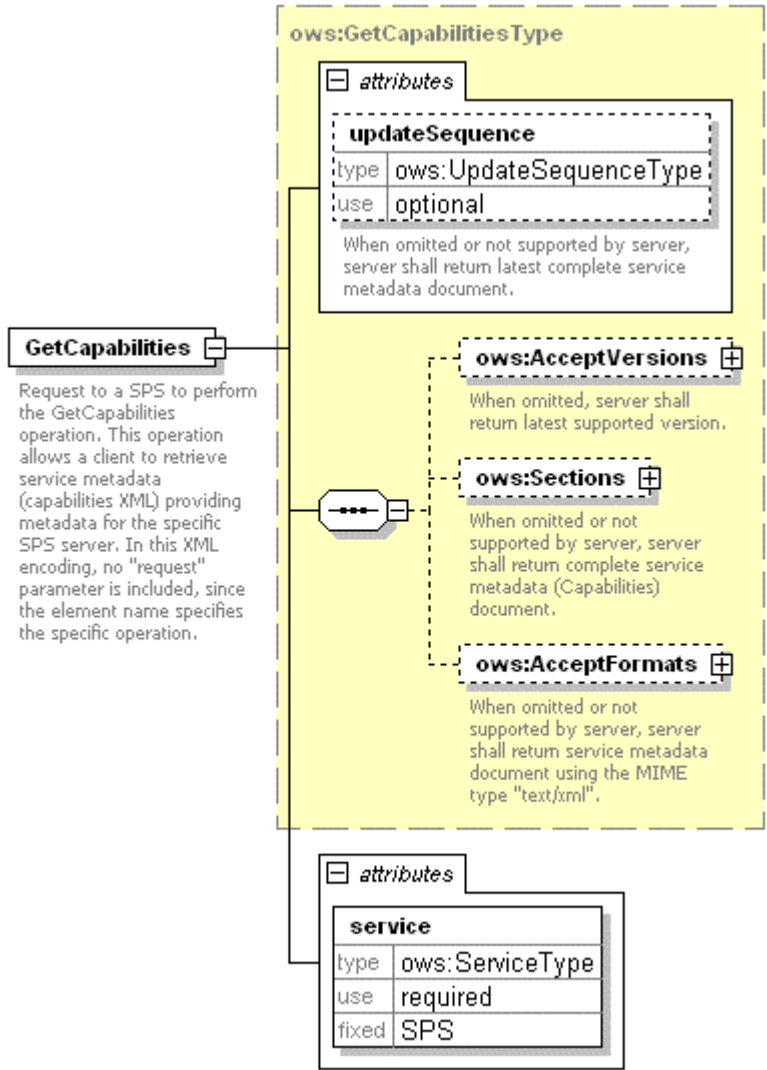 ows:GetCapabilitiesType
attributes
updateSequence
type ows:UpdateSequenceType
use optional
When omitted or not supported by server,
server shall return latest complete service
metadata document.
GetCapabilities
Request to a SPS to perform
the GetCapabilities
operation. This operation
allows a client to retrieve
service metadata
(capabilities XML) providing
metadata for the specific
SPS server. In this XML
encoding, no "request"
parameter is included, since
the element name specifies
the specific operation.
ows:AcceptVersions
When omitted, server shall
return latest supported version.
ows:Sections
When omitted or not
supported by server, server
shall return complete service
metadata (Capabilities)
document.
ows:AcceptFormats
When omitted or not
supported by server, server
shall return service metadata
document using the MIME
type "text/xml".
attributes
service
type ows:ServiceType
use required
fixed SPS